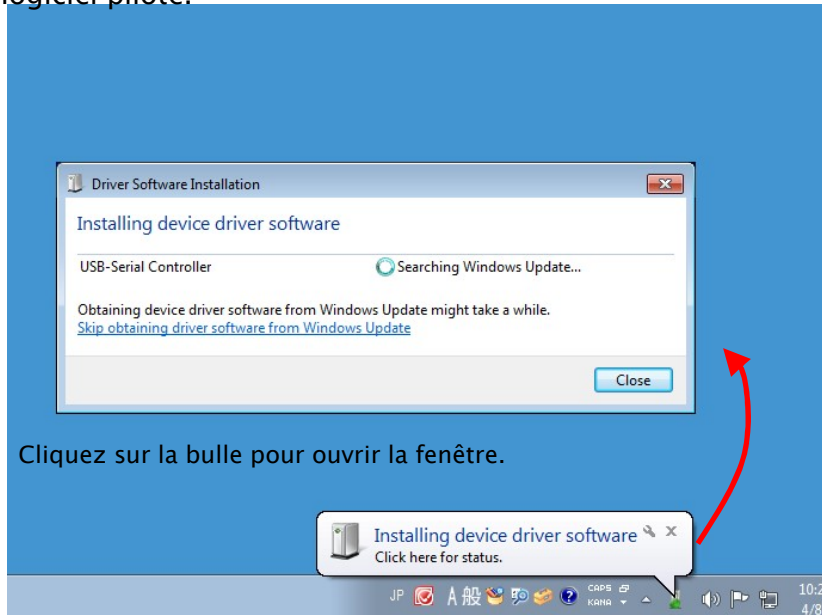 logiciel pilote.
Driver Software Installation
Installing device driver software
USB-Serial Controller Searching Windows Update...
Obtaining device driver software from Windows Update might take a while.
Skip obtaining driver software from Windows Update
Close
Cliquez sur la bulle pour ouvrir la fenêtre.
Installing device driver software
Click here for status.
JP A 般 CAPS KANA